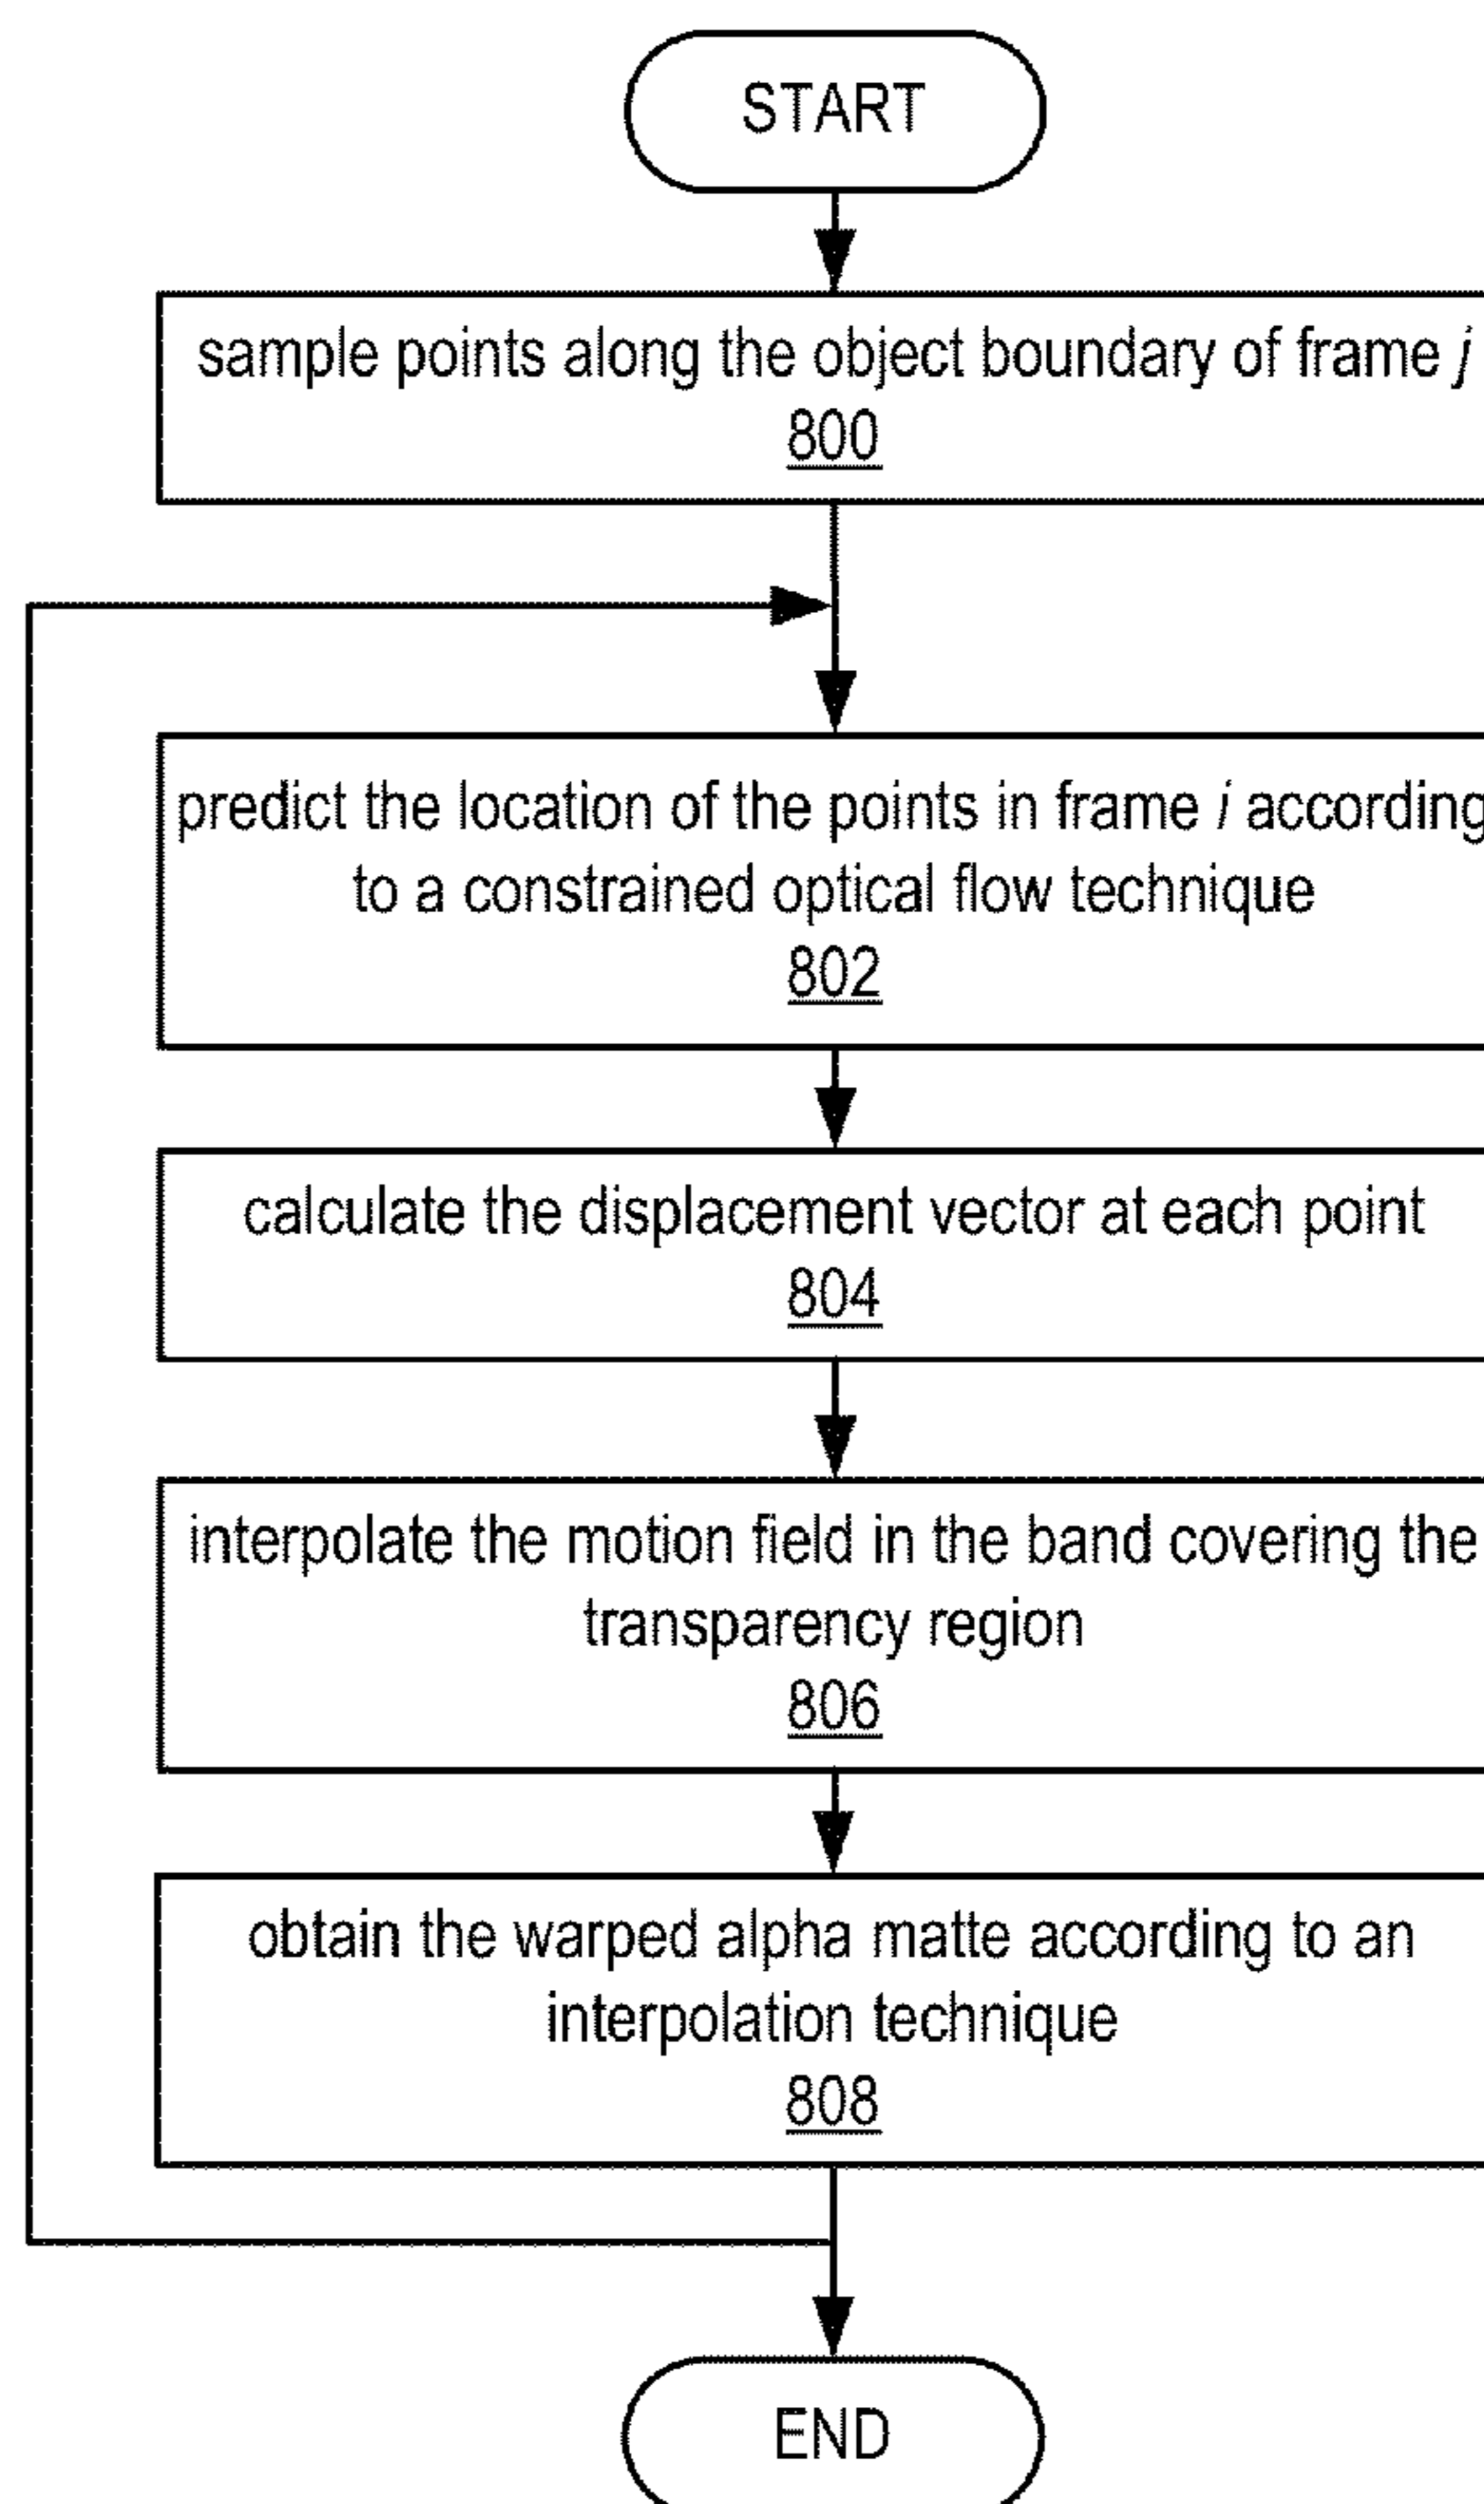 START
sample points along the object boundary of frame j
800
predict the location of the points in frame i according
to a constrained optical flow technique
802
calculate the displacement vector at each point
804
interpolate the motion field in the band covering the
transparency region
806
obtain the warped alpha matte according to an
interpolation technique
808
END